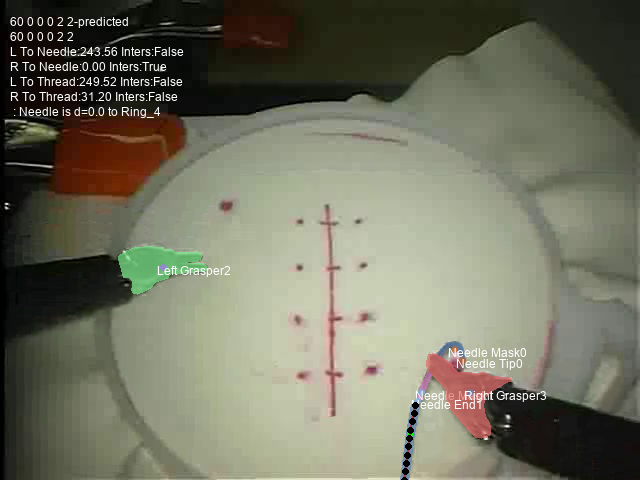 60 0 0 0 2 2-predicted
60 0 0 0 2 2
L To Needle:243.56 Inters:False
R To Needle:0.00 Inters:True
L To Thread:249.52 Inters:False
R To Thread:31.20 Inters:False
: Needle is d=0.0 to Ring_4
Left Grasper2
Needle Mask0
Needle Tip0
Right Grasper3
Needle End1